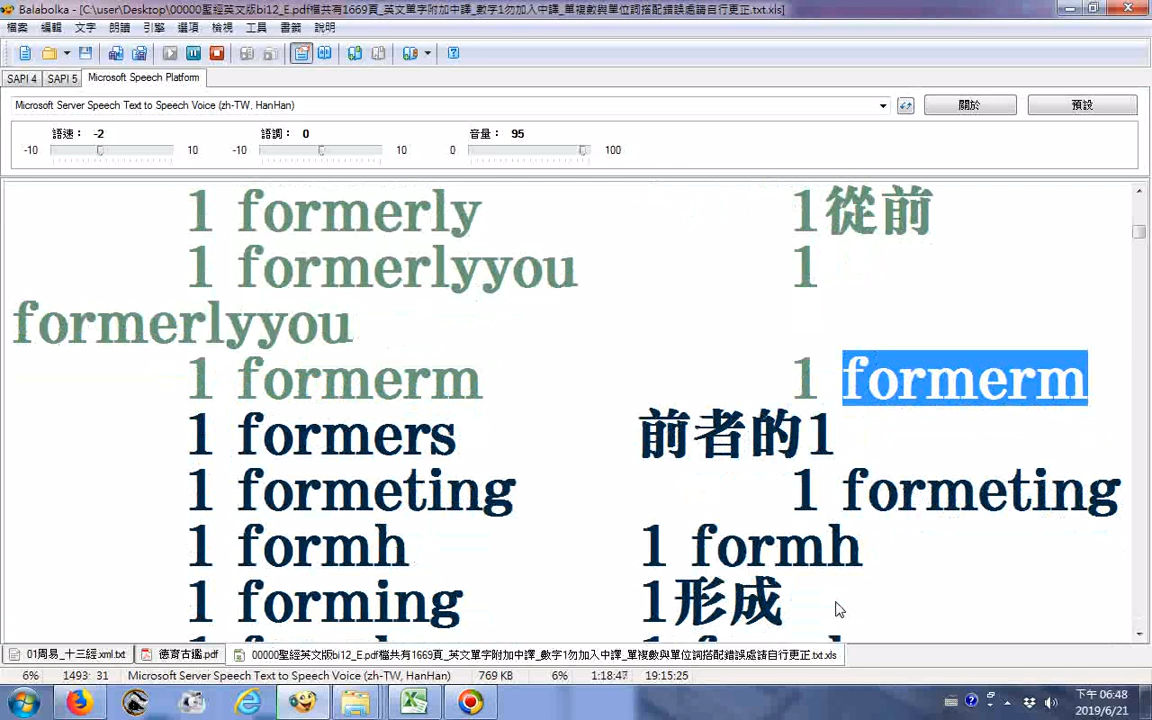 Balabolka - [C:\user\Desktop\00000聖經英文版bi12_E.pdf檔共有1669頁_英文單字附加中譯_數字1勿加入中譯_單複數與單位詞搭配錯誤處請自行更正.txt.xls]
檔案 編輯 文字 朗讀 引擎 選項 檢視 工具 書籤 說明
SAPI 4 SAPI 5 Microsoft Speech Platform
Microsoft Server Speech Text to Speech Voice (zh-TW, HanHan) 關於 預設
語速： -2 語調： 0 音量： 95
-10 10 -10 10 0 100
1 formerly 1從前
1 formerlyyou 1
formerlyyou
1 formerm 1 formerm
1 formers 前者的1
1 formeting 1 formeting
1 formh 1 formh
1 forming 1形成
01周易_十三經.xml.txt 德育古鑑.pdf 00000聖經英文版bi12_E.pdf檔共有1669頁_英文單字附加中譯_數字1勿加入中譯_單複數與單位詞搭配錯誤處請自行更正.txt.xls
6% 1493: 31 Microsoft Server Speech Text to Speech Voice (zh-TW, HanHan) 769 KB 6% 1:18:47 19:15:25
下午 06:48
2019/6/21